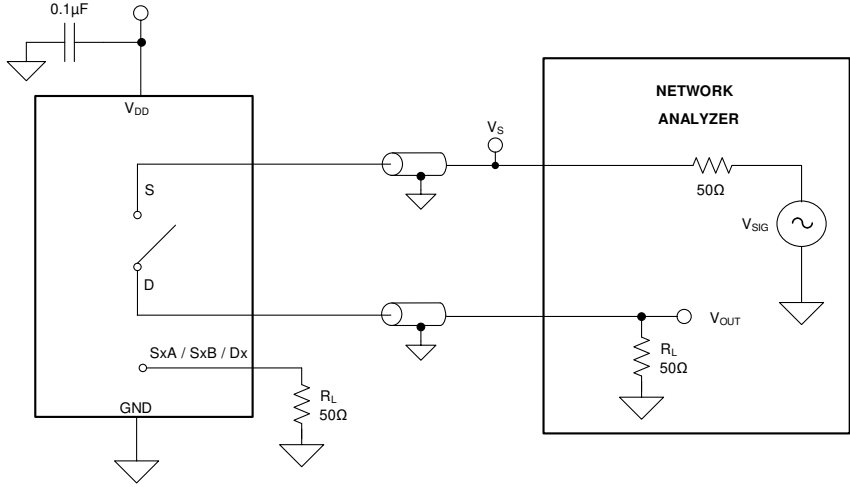 0.1µF
VDD
S
D
SxA / SxB / Dx
RL
50Ω
GND
VS
NETWORK
ANALYZER
50Ω
VSIG
VOUT
RL
50Ω